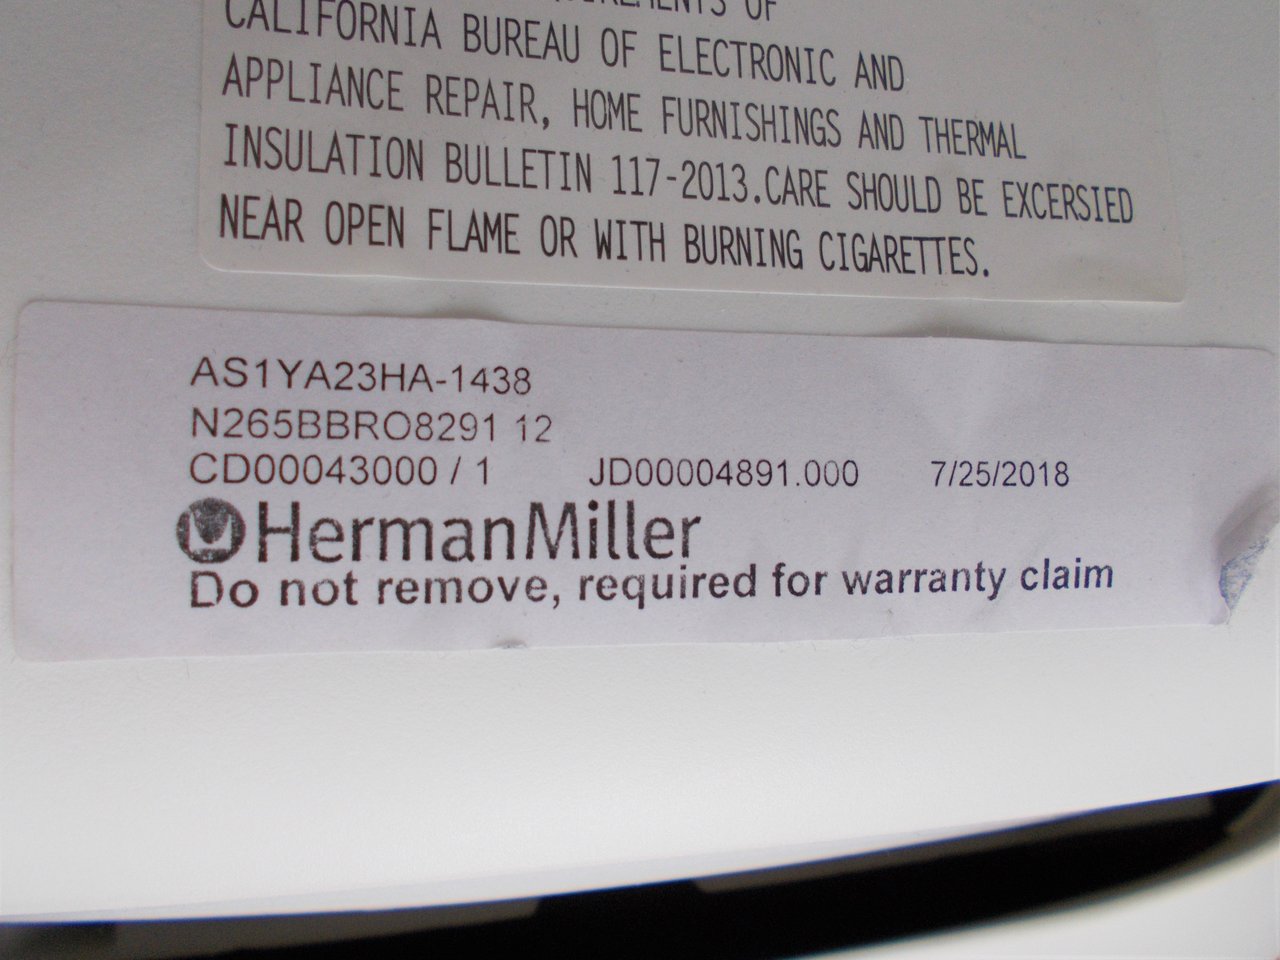 REQUIREMENTS OF
CALIFORNIA BUREAU OF ELECTRONIC AND
APPLIANCE REPAIR, HOME FURNISHINGS AND THERMAL
INSULATION BULLETIN 117-2013.CARE SHOULD BE EXCERSIED
NEAR OPEN FLAME OR WITH BURNING CIGARETTES.
AS1YA23HA-1438
N265BBRO8291 12
CD00043000 / 1 JD00004891.000 7/25/2018
HermanMiller
Do not remove, required for warranty claim